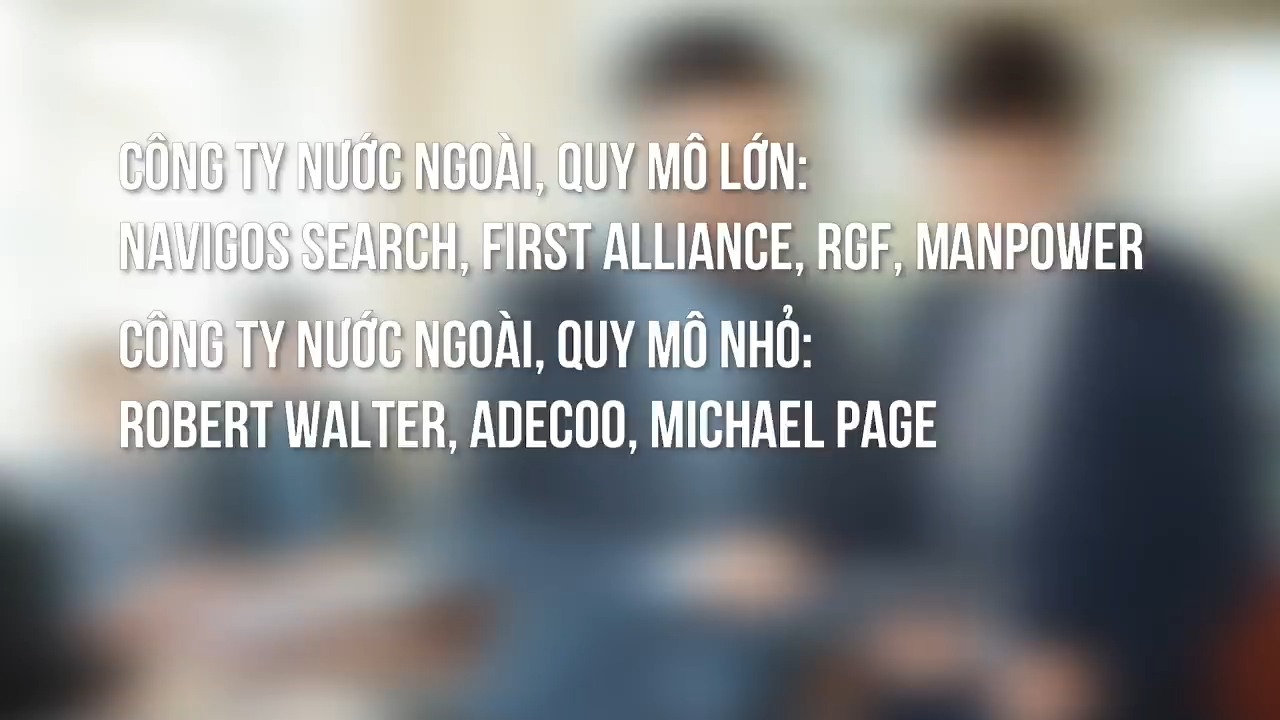 CÔNG TY NƯỚC NGOÀI, QUY MÔ LỚN:
NAVIGOS SEARCH, FIRST ALLIANCE, RGF, MANPOWER
CÔNG TY NƯỚC NGOÀI, QUY MÔ NHỎ:
ROBERT WALTER, ADECOO, MICHAEL PAGE